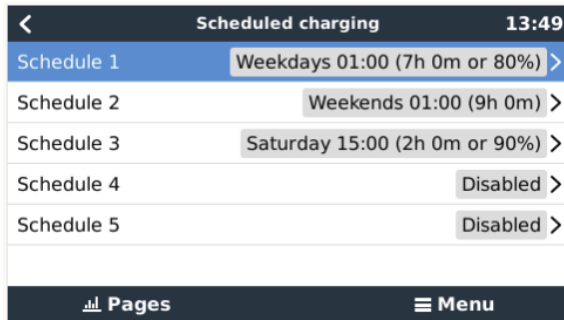 Scheduled charging 13:49
Schedule 1 Weekdays 01:00 (7h 0m or 80%)
Schedule 2 Weekends 01:00 (9h 0m)
Schedule 3 Saturday 15:00 (2h 0m or 90%)
Schedule 4 Disabled
Schedule 5 Disabled
Pages Menu